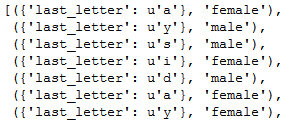 [({'last_letter': u'a'}, 'female'),
({'last_letter': u'y'}, 'male'),
({'last_letter': u's'}, 'male'),
({'last_letter': u'i'}, 'female'),
({'last_letter': u'd'}, 'male'),
({'last_letter': u'a'}, 'female'),
({'last_letter': u'y'}, 'female'),